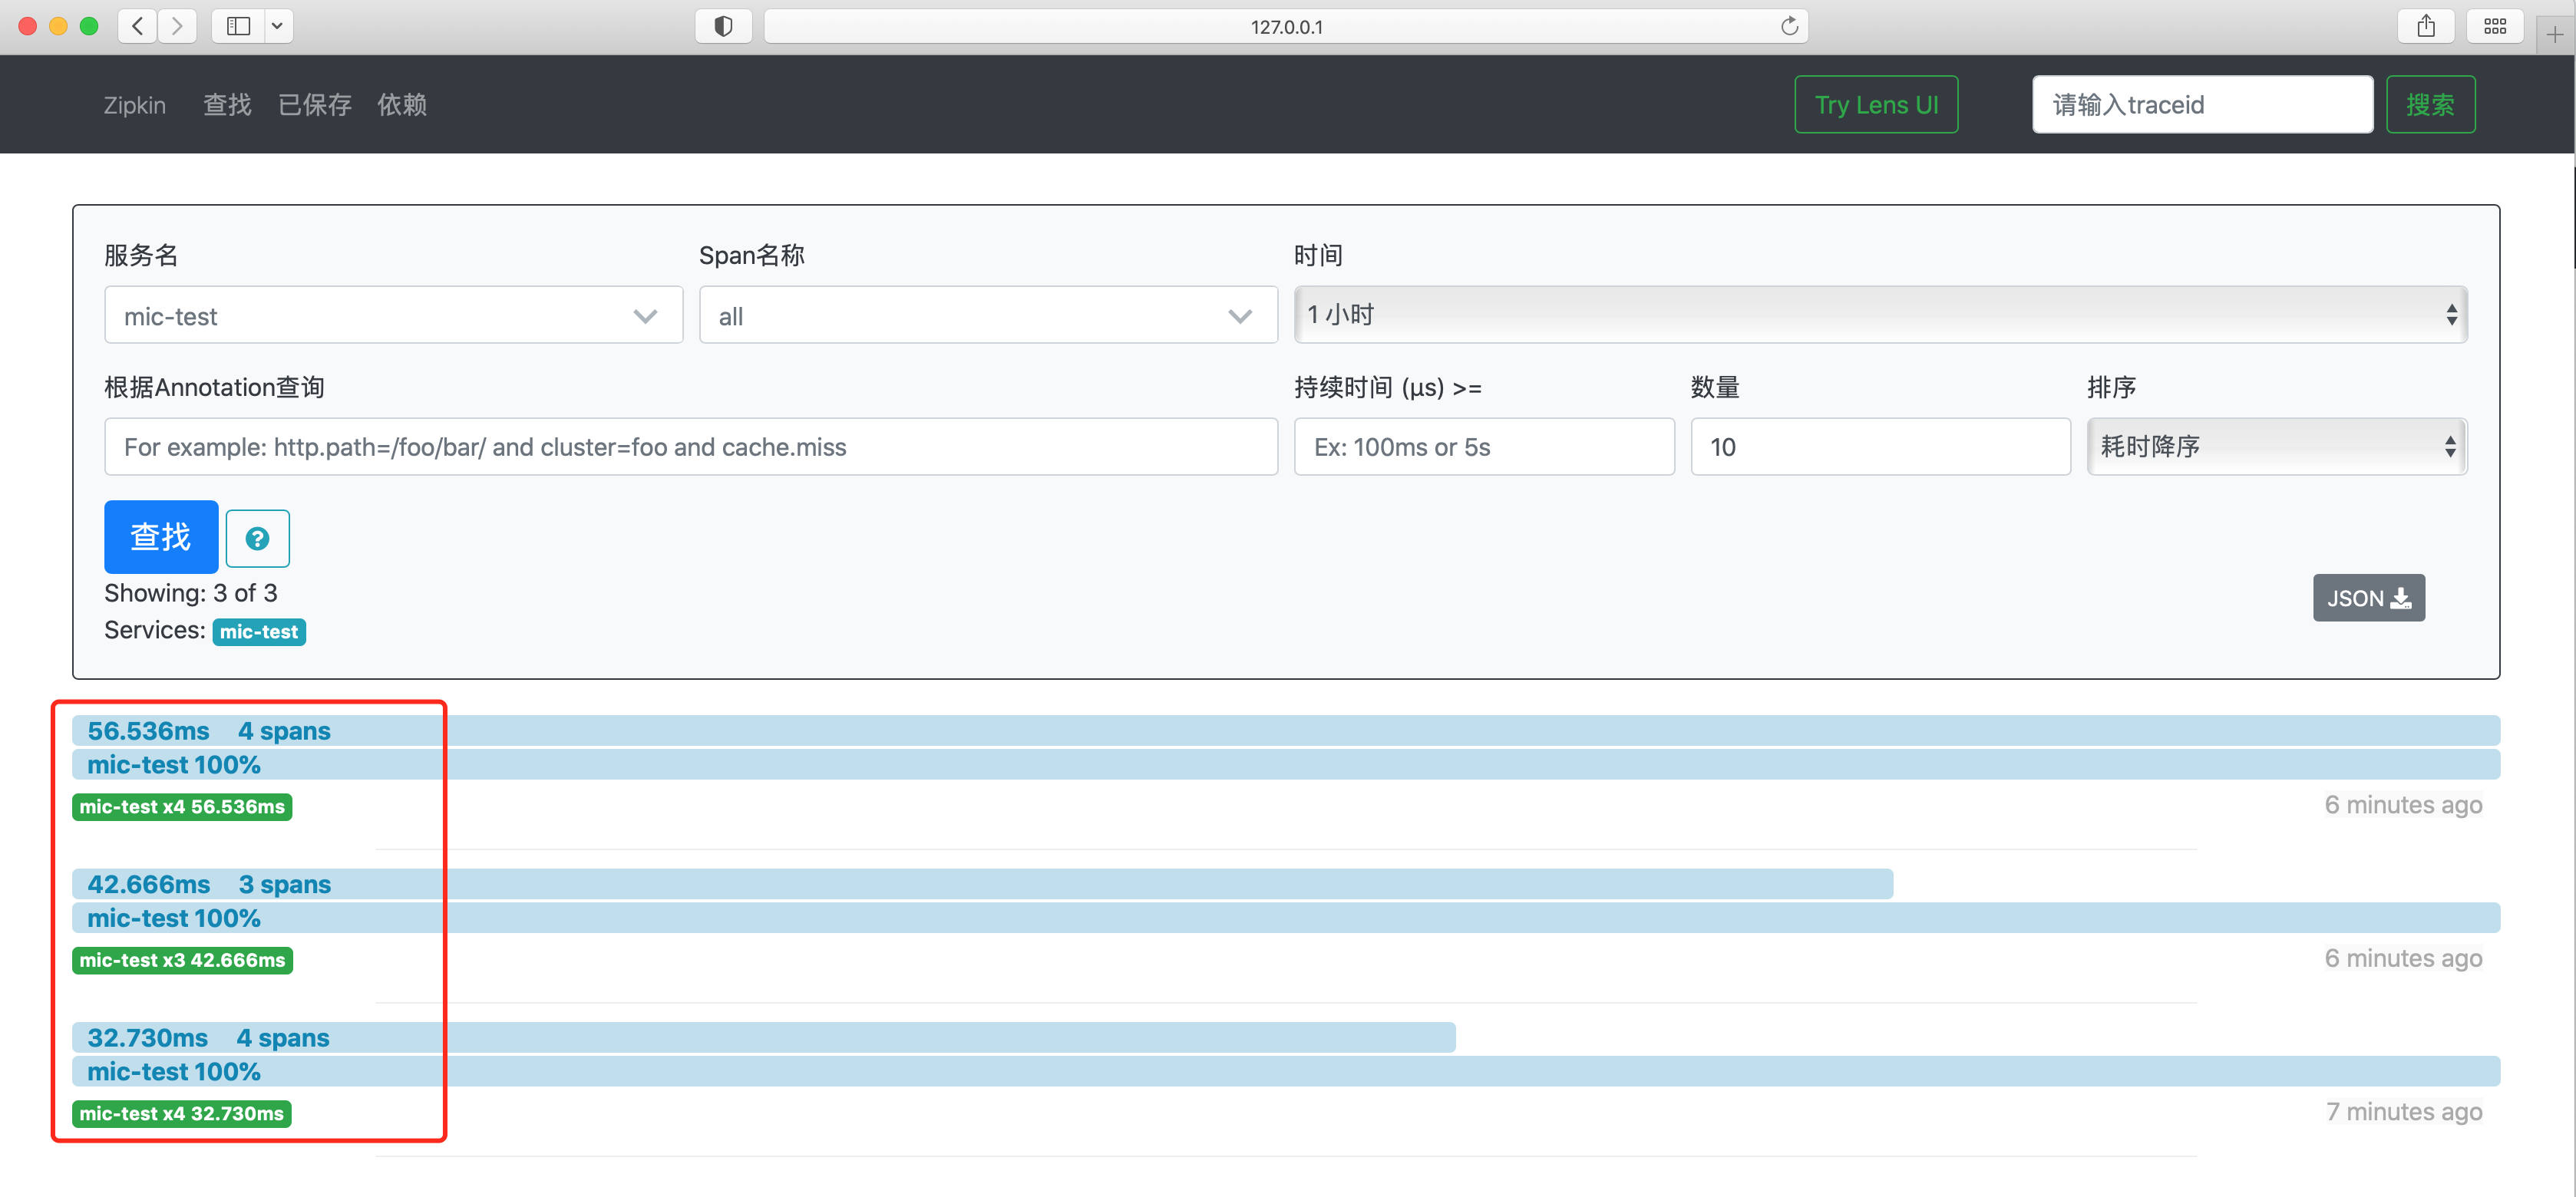 127.0.0.1
Zipkin 查找 已保存 依赖 Try Lens UI 请输入traceid 搜索
服务名 Span名称 时间
mic-test all 1 小时
根据Annotation查询 持续时间 (μs) >= 数量 排序
For example: http.path=/foo/bar/ and cluster=foo and cache.miss Ex: 100ms or 5s 10 耗时降序
查找 ?
Showing: 3 of 3
Services: mic-test JSON
56.536ms 4 spans
mic-test 100%
mic-test x4 56.536ms 6 minutes ago
42.666ms 3 spans
mic-test 100%
mic-test x3 42.666ms 6 minutes ago
32.730ms 4 spans
mic-test 100%
mic-test x4 32.730ms 7 minutes ago